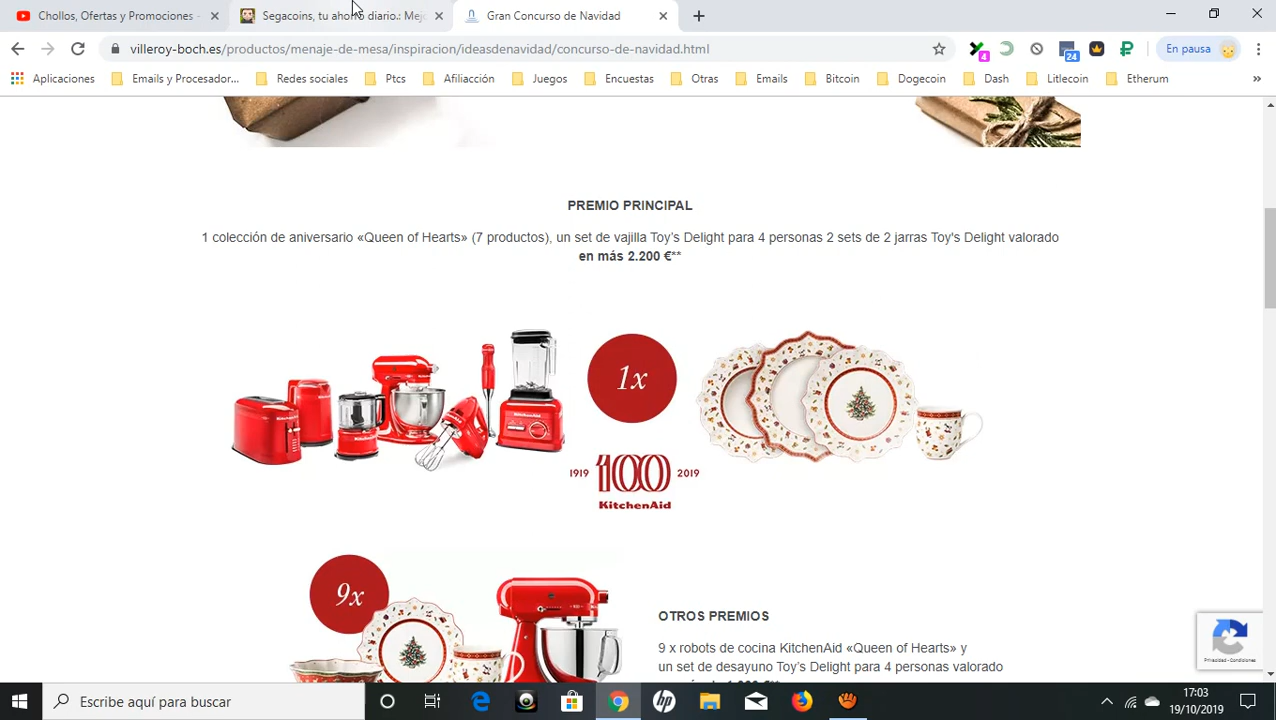 Chollos, Ofertas y Promociones - Segacoins, tu ahorro diario.: Mejo Gran Concurso de Navidad
villeroy-boch.es/productos/menaje-de-mesa/inspiracion/ideasdenavidad/concurso-de-navidad.html 4 24 En pausa
Aplicaciones Emails y Procesador... Redes sociales Ptcs Afiliacción Juegos Encuestas Otras Emails Bitcoin Dogecoin Dash Litlecoin Etherum »
PREMIO PRINCIPAL
1 colección de aniversario «Queen of Hearts» (7 productos), un set de vajilla Toy's Delight para 4 personas 2 sets de 2 jarras Toy's Delight valorado
en más 2.200 €**
1x
1919 100 2019
KitchenAid
9x
OTROS PREMIOS
9 x robots de cocina KitchenAid «Queen of Hearts» y
un set de desayuno Toy's Delight para 4 personas valorado
Privacidad - Condiciones
Escribe aquí para buscar
17:03
19/10/2019